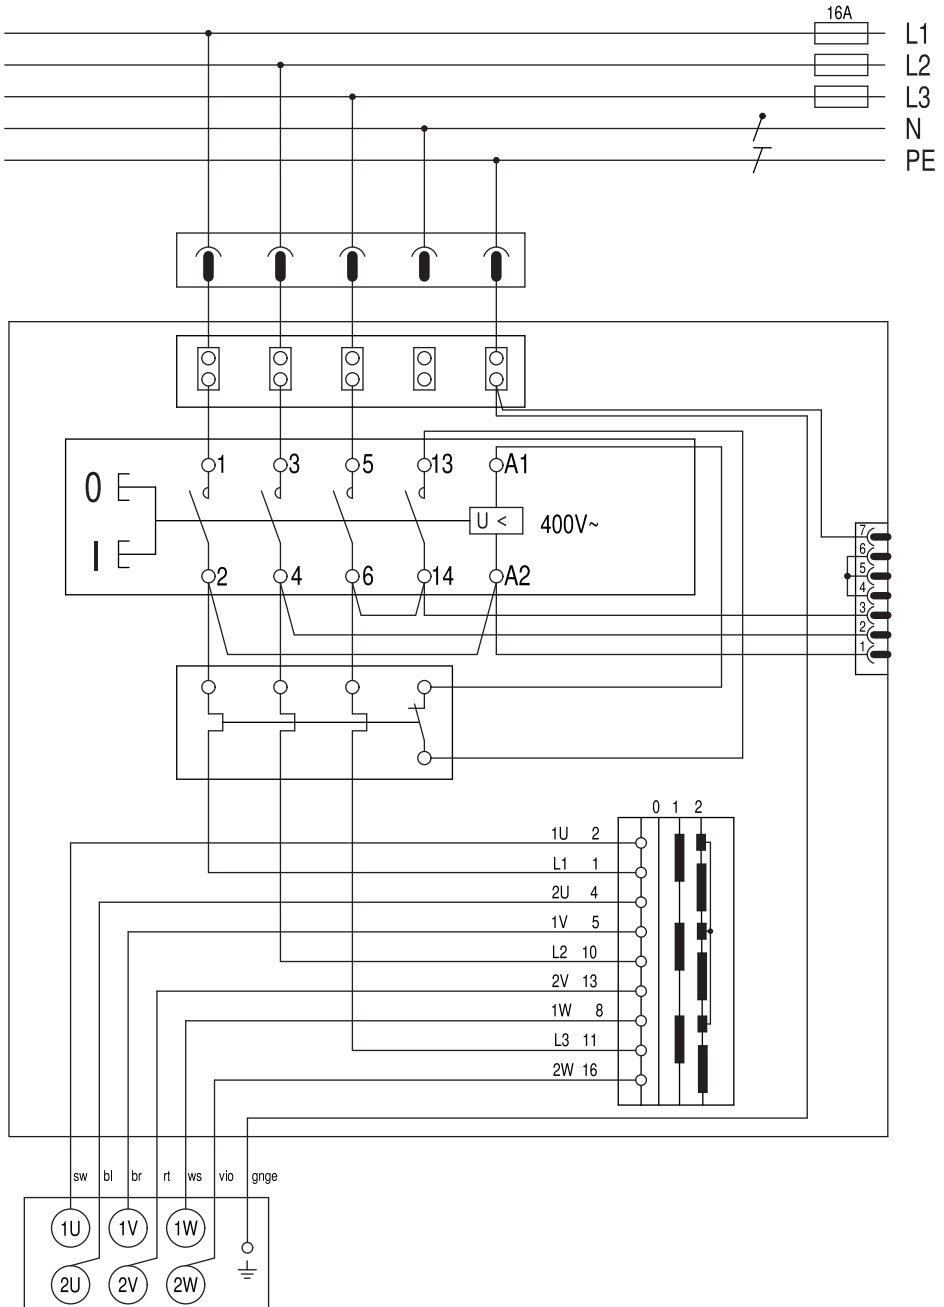 16A
L1
L2
L3
N
PE
1 3 5 13 A1
0
U < 400V~
I
2 4 6 14 A2
7
6
5
4
3
2
1
0 1 2
1U 2
L1 1
2U 4
1V 5
L2 10
2V 13
1W 8
L3 11
2W 16
sw bl br rt ws vio gnge
1U 1V 1W
2U 2V 2W